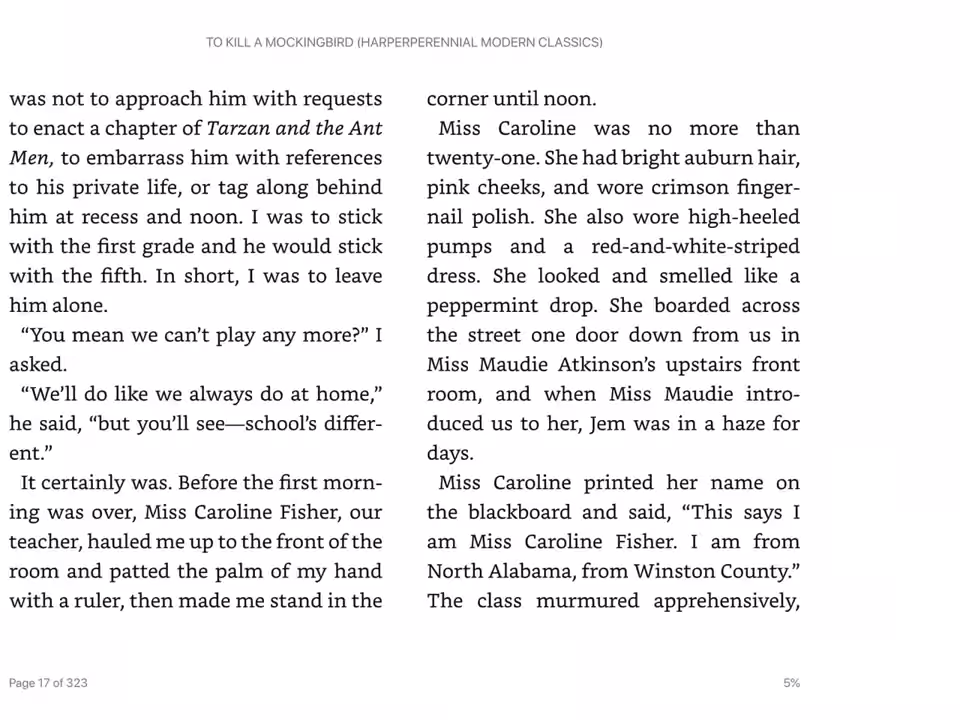 TO KILL A MOCKINGBIRD (HARPERPERENNIAL MODERN CLASSICS)
was not to approach him with requests
to enact a chapter of Tarzan and the Ant
Men, to embarrass him with references
to his private life, or tag along behind
him at recess and noon. I was to stick
with the first grade and he would stick
with the fifth. In short, I was to leave
him alone.
“You mean we can’t play any more?” I
asked.
“We’ll do like we always do at home,”
he said, “but you’ll see—school’s differ-
ent.”
It certainly was. Before the first morn-
ing was over, Miss Caroline Fisher, our
teacher, hauled me up to the front of the
room and patted the palm of my hand
with a ruler, then made me stand in the
corner until noon.
Miss Caroline was no more than
twenty-one. She had bright auburn hair,
pink cheeks, and wore crimson finger-
nail polish. She also wore high-heeled
pumps and a red-and-white-striped
dress. She looked and smelled like a
peppermint drop. She boarded across
the street one door down from us in
Miss Maudie Atkinson’s upstairs front
room, and when Miss Maudie intro-
duced us to her, Jem was in a haze for
days.
Miss Caroline printed her name on
the blackboard and said, “This says I
am Miss Caroline Fisher. I am from
North Alabama, from Winston County.”
The class murmured apprehensively,
Page 17 of 323
5%